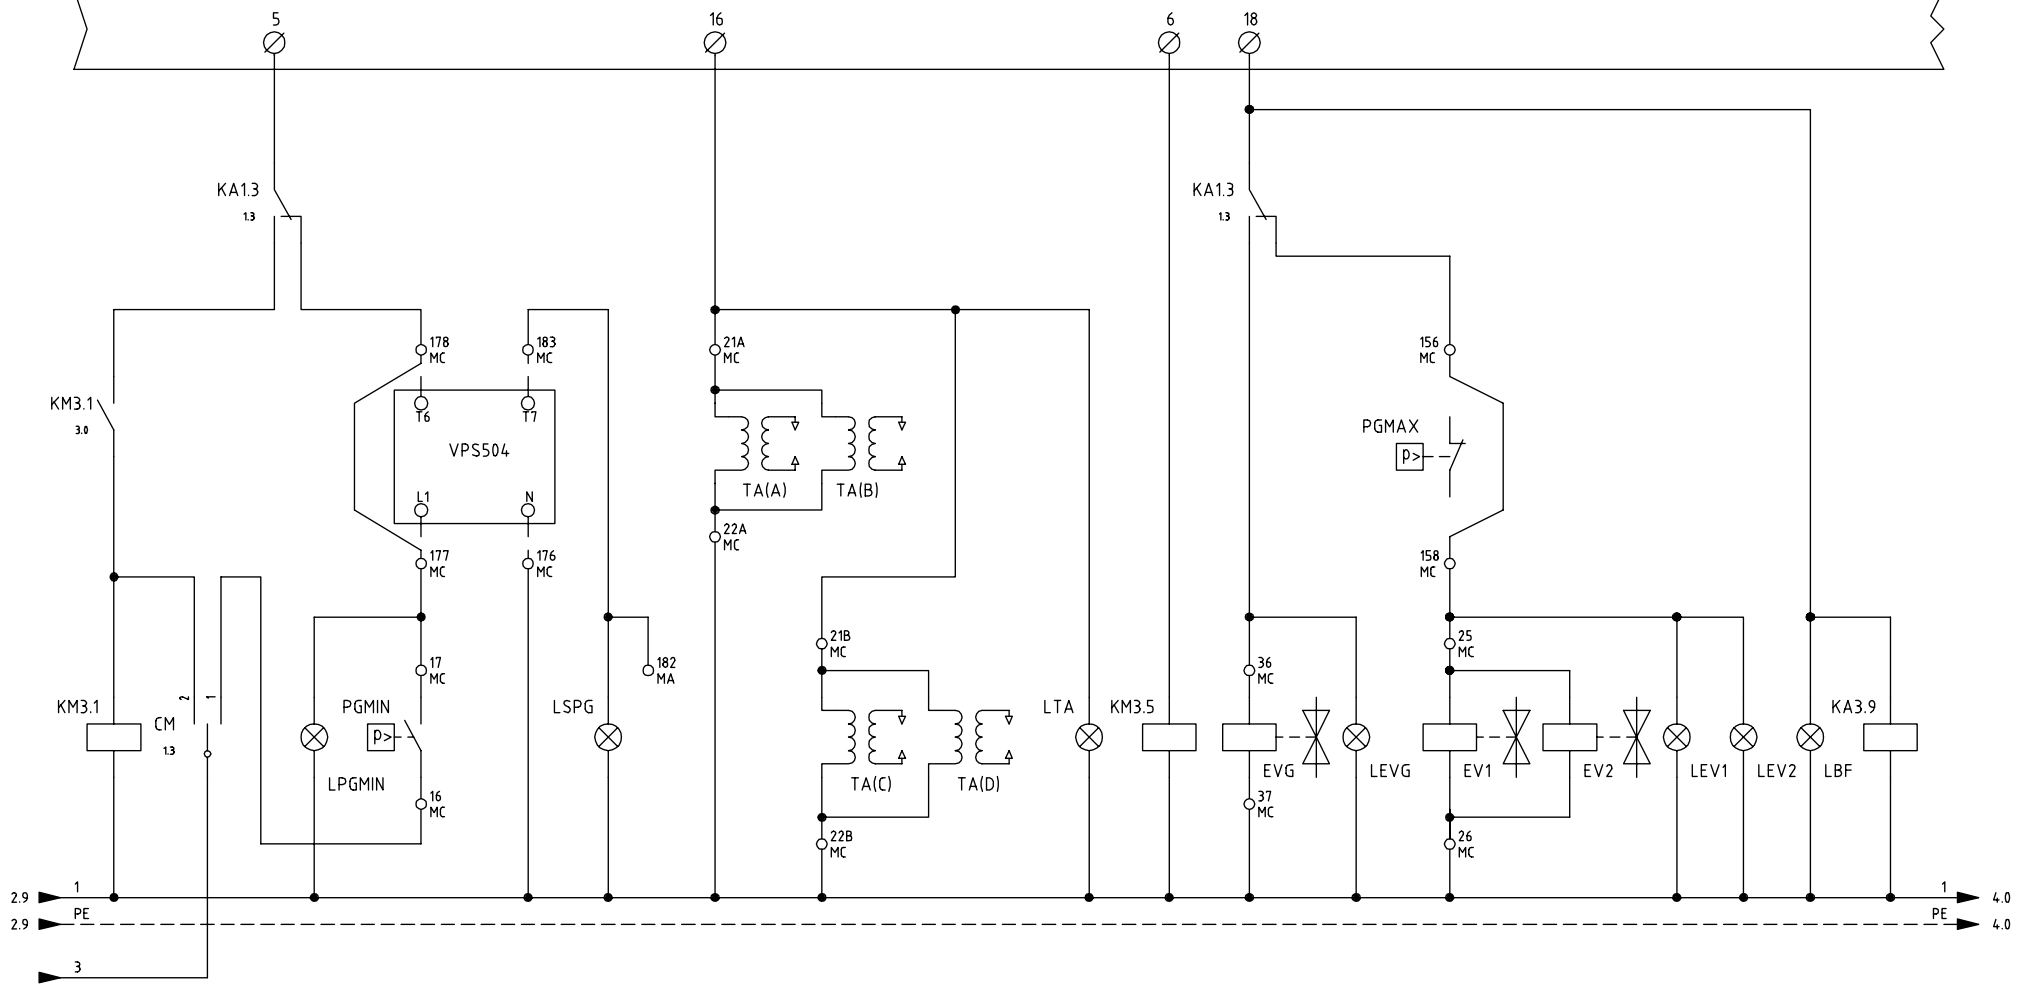 5
16
6
18
KA1.3
1.3
KA1.3
1.3
178
MC
183
MC
21A
MC
156
MC
KM3.1
3.0
T6
T7
VPS504
PGMAX
p>
L1
N
TA(A)
TA(B)
22A
MC
177
MC
176
MC
158
MC
21B
MC
25
MC
17
MC
182
MA
36
MC
2
1
KM3.1
CM
1.3
PGMIN
p>
LSPG
LTA
KM3.5
KA3.9
LPGMIN
TA(C)
TA(D)
EVG
LEVG
EV1
EV2
LEV1
LEV2
LBF
16
MC
37
MC
22B
MC
26
MC
2.9
1
1
4.0
2.9
PE
PE
4.0
3